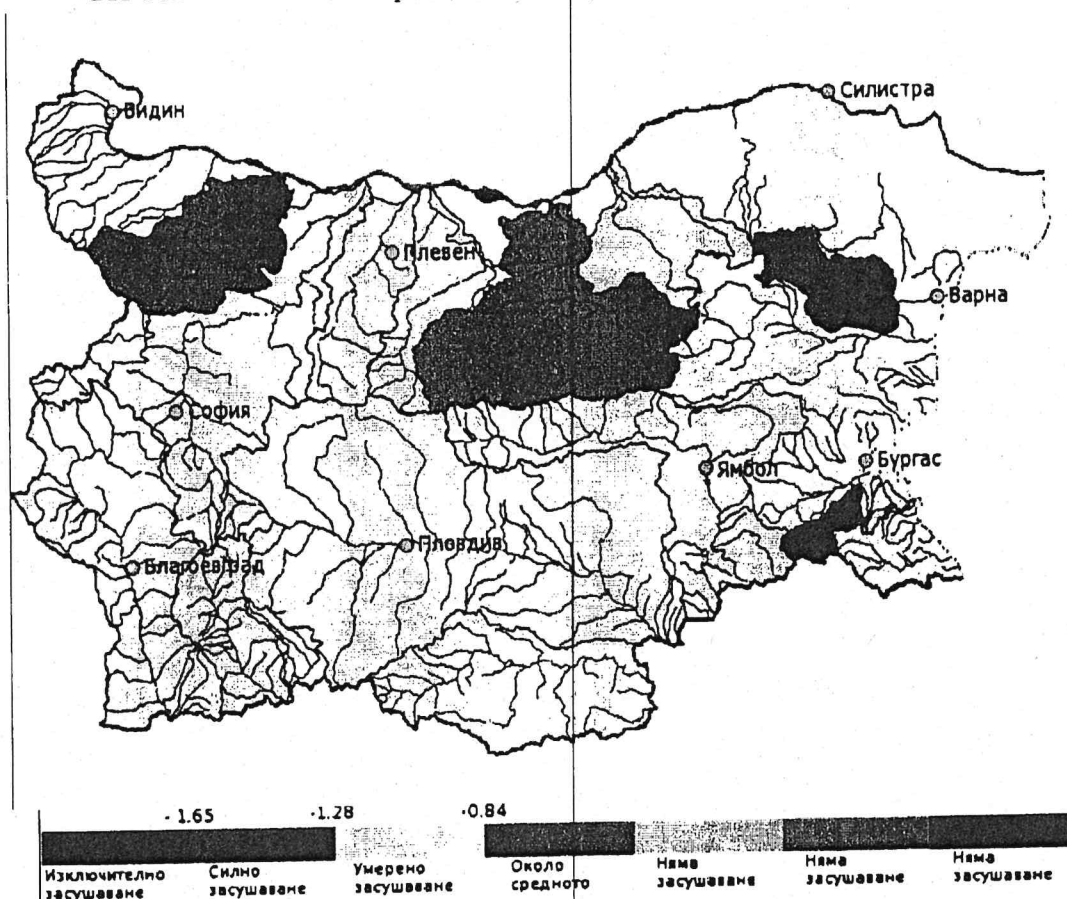 Силистра
Видин
Плевен
Варна
София
Ямбол
Бургас
Пловдив
Благоевград
- 1.65
-1.28
-0.84
Изключително
засушаване
Силно
засушаване
Умерено
засушаване
Около
средното
Няма
засушаване
Няма
засушаване
Няма
засушаване